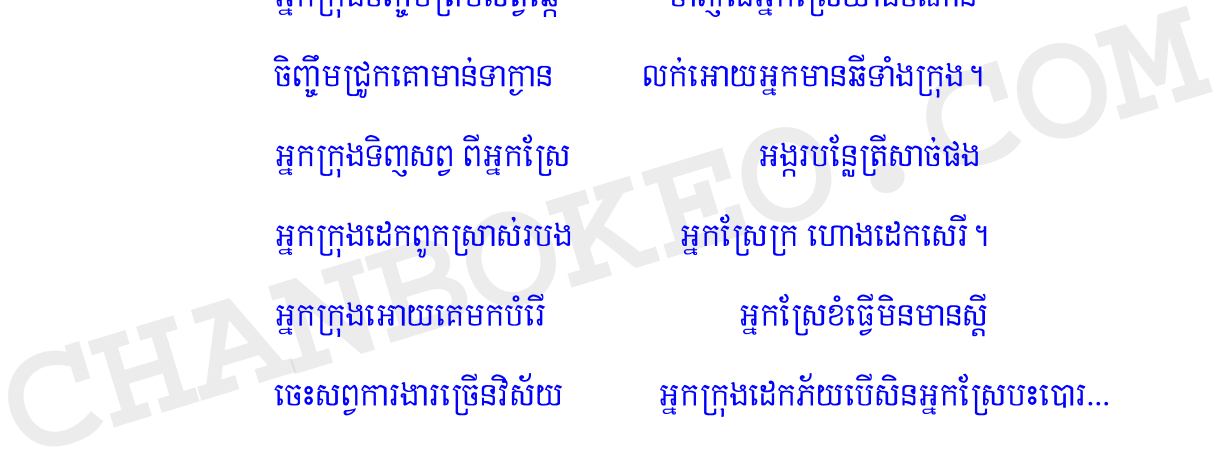 ចិញ្ចឹមជ្រូកគោមាន់ទាក្ងាន លក់អោយអ្នកមានឆីទាំងក្រុង។
អ្នកក្រុងទិញសព្វ ពីអ្នកស្រែ អង្ករបន្លែត្រីសាច់ផង
អ្នកក្រុងដេកពូកស្រាស់របង អ្នកស្រែក្រ ហោងដេកសេរី។
អ្នកក្រុងអោយគេមកបំរើ អ្នកស្រែខំធ្វើមិនមានស្តី
ចេះសព្វការងារច្រើនវិស័យ អ្នកក្រុងដេកភ័យបើសិនអ្នកស្រែបះបោរ...
CHANBOKEO.COM